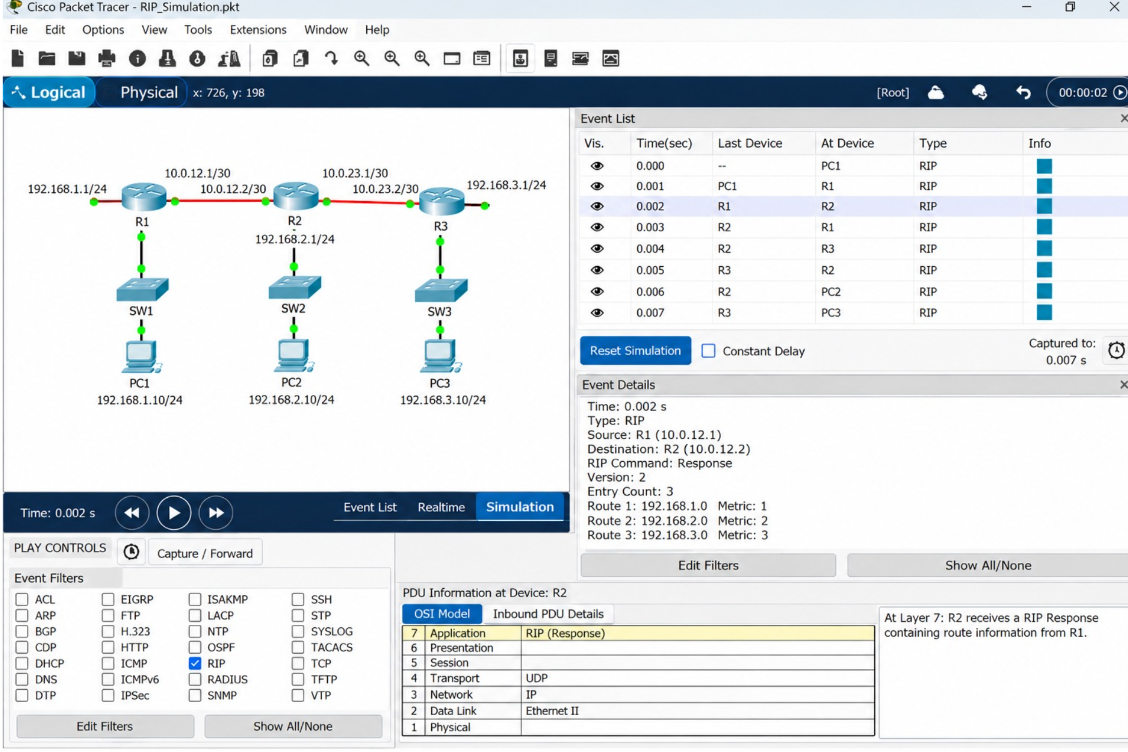 Cisco Packet Tracer - RIP_Simulation.pkt
File Edit Options View Tools Extensions Window Help
Logical Physical x: 726, y: 198 [Root] 00:00:02
192.168.1.1/24
10.0.12.1/30
10.0.12.2/30
10.0.23.1/30
10.0.23.2/30
192.168.3.1/24
R1
R2
R3
192.168.2.1/24
SW1
SW2
SW3
PC1
PC2
PC3
192.168.1.10/24
192.168.2.10/24
192.168.3.10/24
Time: 0.002 s
Event List Realtime Simulation
Event List
Vis. Time(sec) Last Device At Device Type Info
0.000 -- PC1 RIP
0.001 PC1 R1 RIP
0.002 R1 R2 RIP
0.003 R2 R1 RIP
0.004 R2 R3 RIP
0.005 R3 R2 RIP
0.006 R2 PC2 RIP
0.007 R3 PC3 RIP
Reset Simulation Constant Delay Captured to:
0.007 s
Event Details
Time: 0.002 s
Type: RIP
Source: R1 (10.0.12.1)
Destination: R2 (10.0.12.2)
RIP Command: Response
Version: 2
Entry Count: 3
Route 1: 192.168.1.0 Metric: 1
Route 2: 192.168.2.0 Metric: 2
Route 3: 192.168.3.0 Metric: 3
Edit Filters Show All/None
PLAY CONTROLS Capture / Forward
Event Filters
ACL EIGRP ISAKMP SSH
ARP FTP LACP STP
BGP H.323 NTP SYSLOG
CDP HTTP OSPF TACACS
DHCP ICMP RIP TCP
DNS ICMPv6 RADIUS TFTP
DTP IPSec SNMP VTP
Edit Filters Show All/None
PDU Information at Device: R2
OSI Model Inbound PDU Details
7 Application RIP (Response)
6 Presentation
5 Session
4 Transport UDP
3 Network IP
2 Data Link Ethernet II
1 Physical
At Layer 7: R2 receives a RIP Response
containing route information from R1.